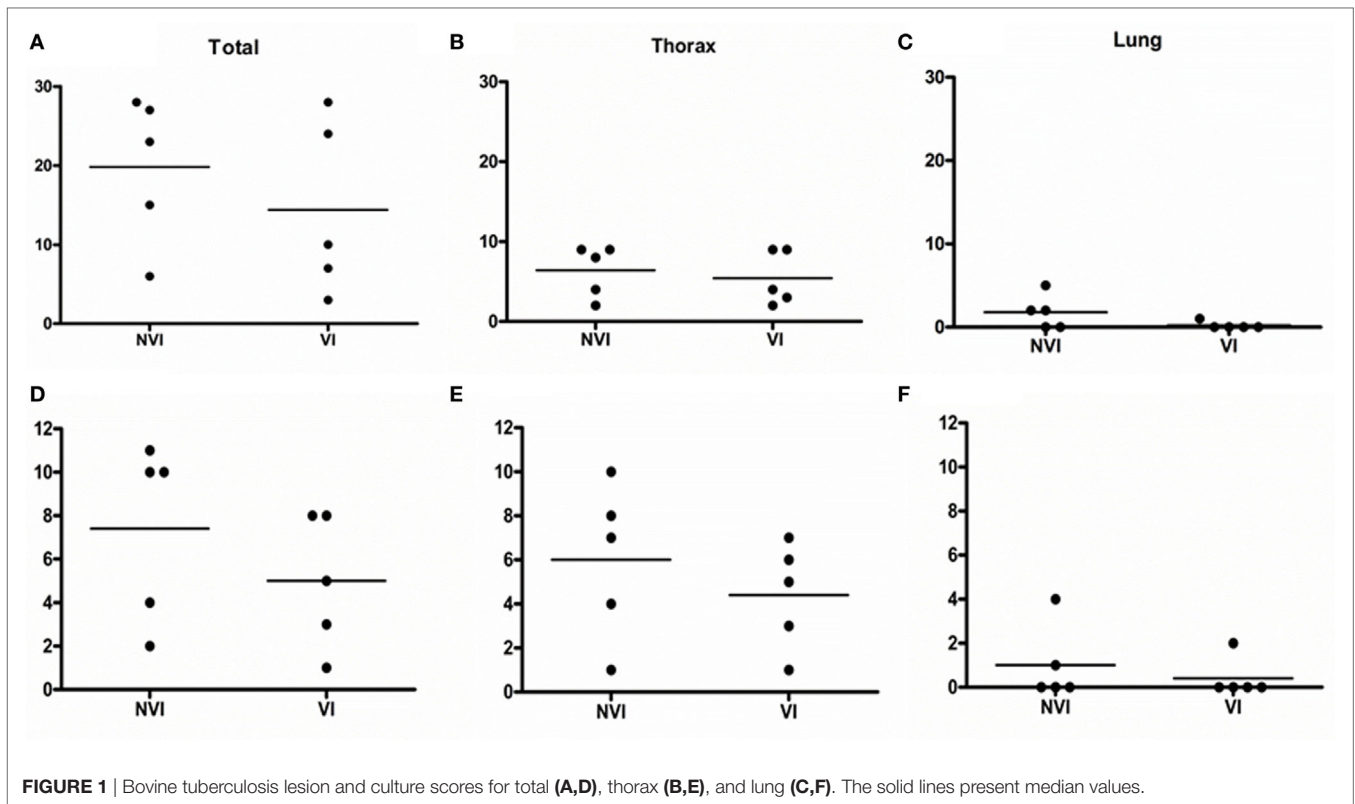 A
Total
30
20
10
0
NVI
VI
B
Thorax
30
20
10
0
NVI
VI
C
Lung
30
20
10
0
NVI
VI
D
12
10
8
6
4
2
0
NVI
VI
E
12
10
8
6
4
2
0
NVI
VI
F
12
10
8
6
4
2
0
NVI
VI
FIGURE 1 | Bovine tuberculosis lesion and culture scores for total (A,D), thorax (B,E), and lung (C,F). The solid lines present median values.